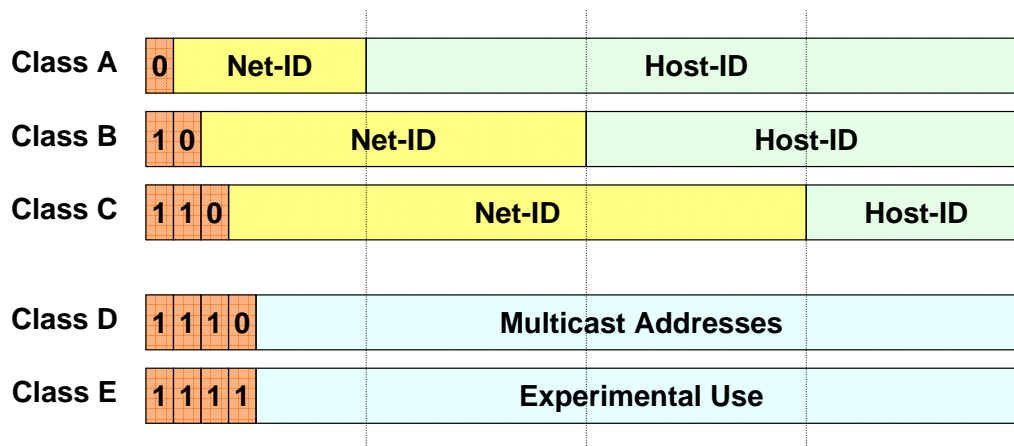 Class A 0 Net-ID Host-ID
Class B 1 0 Net-ID Host-ID
Class C 1 1 0 Net-ID Host-ID
Class D 1 1 1 0 Multicast Addresses
Class E 1 1 1 1 Experimental Use